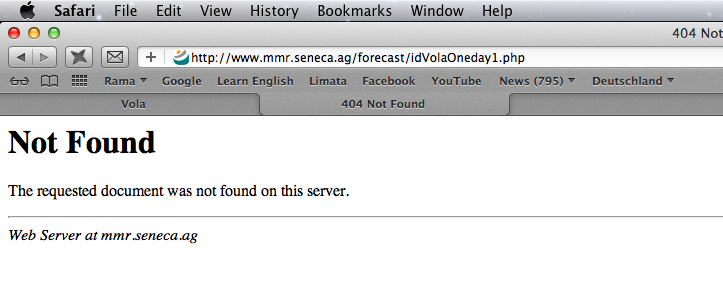 Safari File Edit View History Bookmarks Window Help
404 Not
http://www.mmr.seneca.ag/forecast/idVolaOneday1.php
Rama Google Learn English Limata Facebook YouTube News (795) Deutschland
Vola 404 Not Found
Not Found
The requested document was not found on this server.
Web Server at mmr.seneca.ag